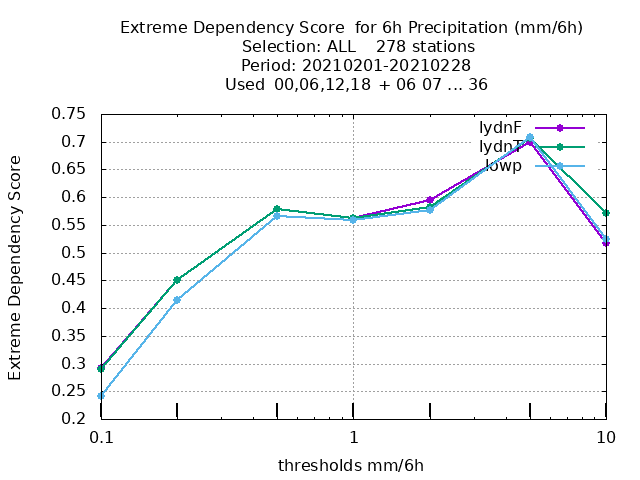 Extreme Dependency Score  for 6h Precipitation (mm/6h)
Selection: ALL    278 stations
Period: 20210201-20210228
Used  00,06,12,18  + 06 07 ... 36
lydnF
lydnT
lowp
Extreme Dependency Score
0.75
0.7
0.65
0.6
0.55
0.5
0.45
0.4
0.35
0.3
0.25
0.2
0.1
1
10
thresholds mm/6h